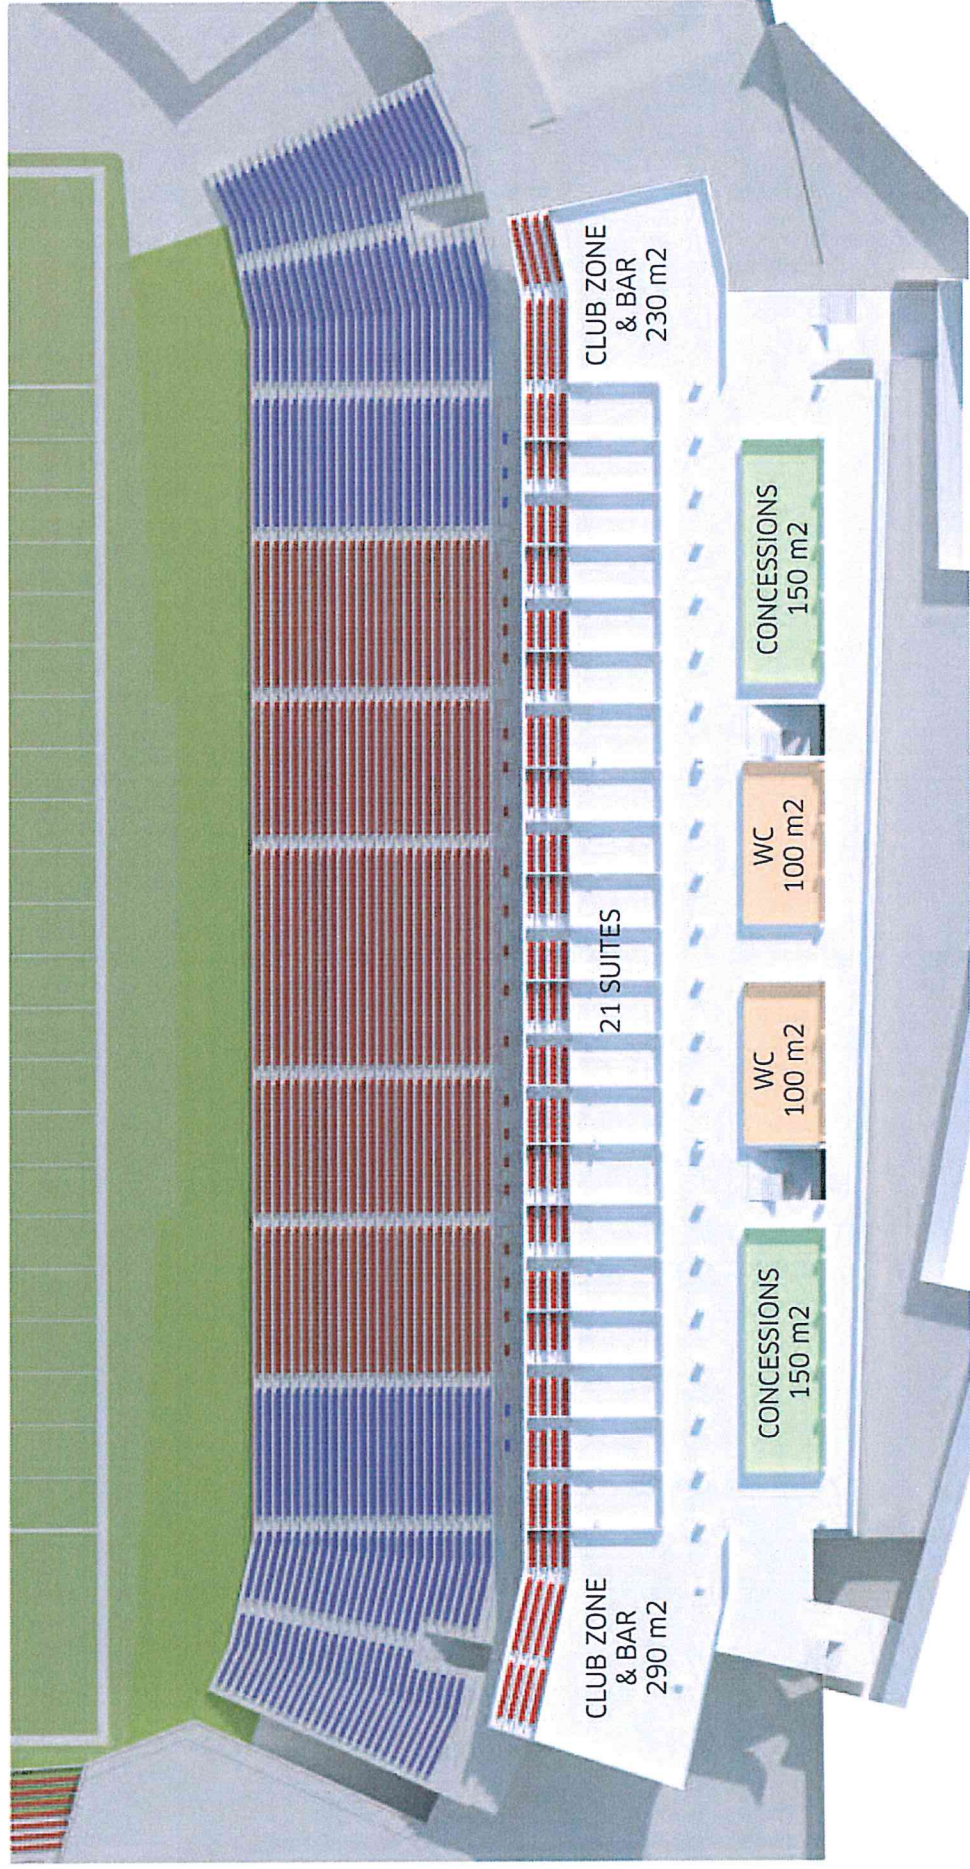 CLUB ZONE
& BAR
290 m2
21 SUITES
CLUB ZONE
& BAR
230 m2
CONCESSIONS
150 m2
WC
100 m2
WC
100 m2
CONCESSIONS
150 m2